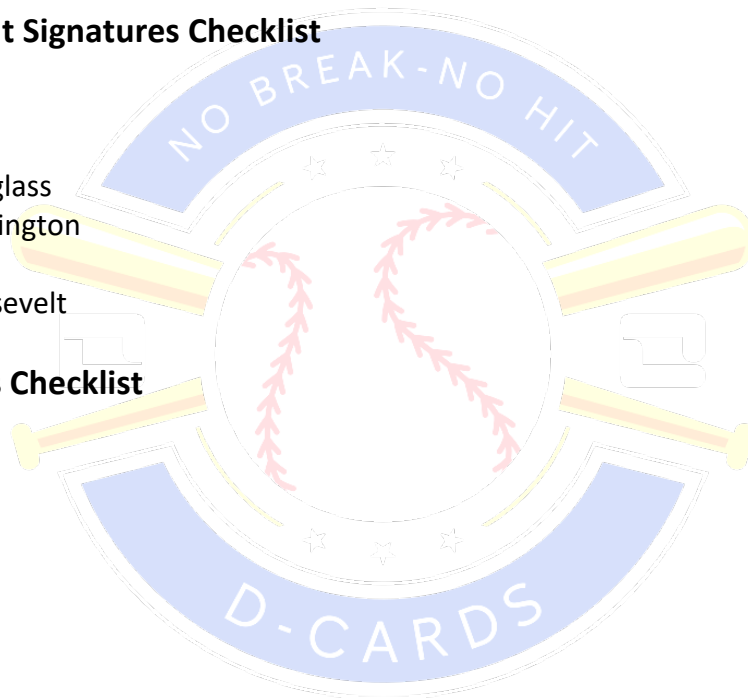 t Signatures Checklist
NO BREAK-NO HIT
glass
ington
sevelt
s Checklist
D-CARDS